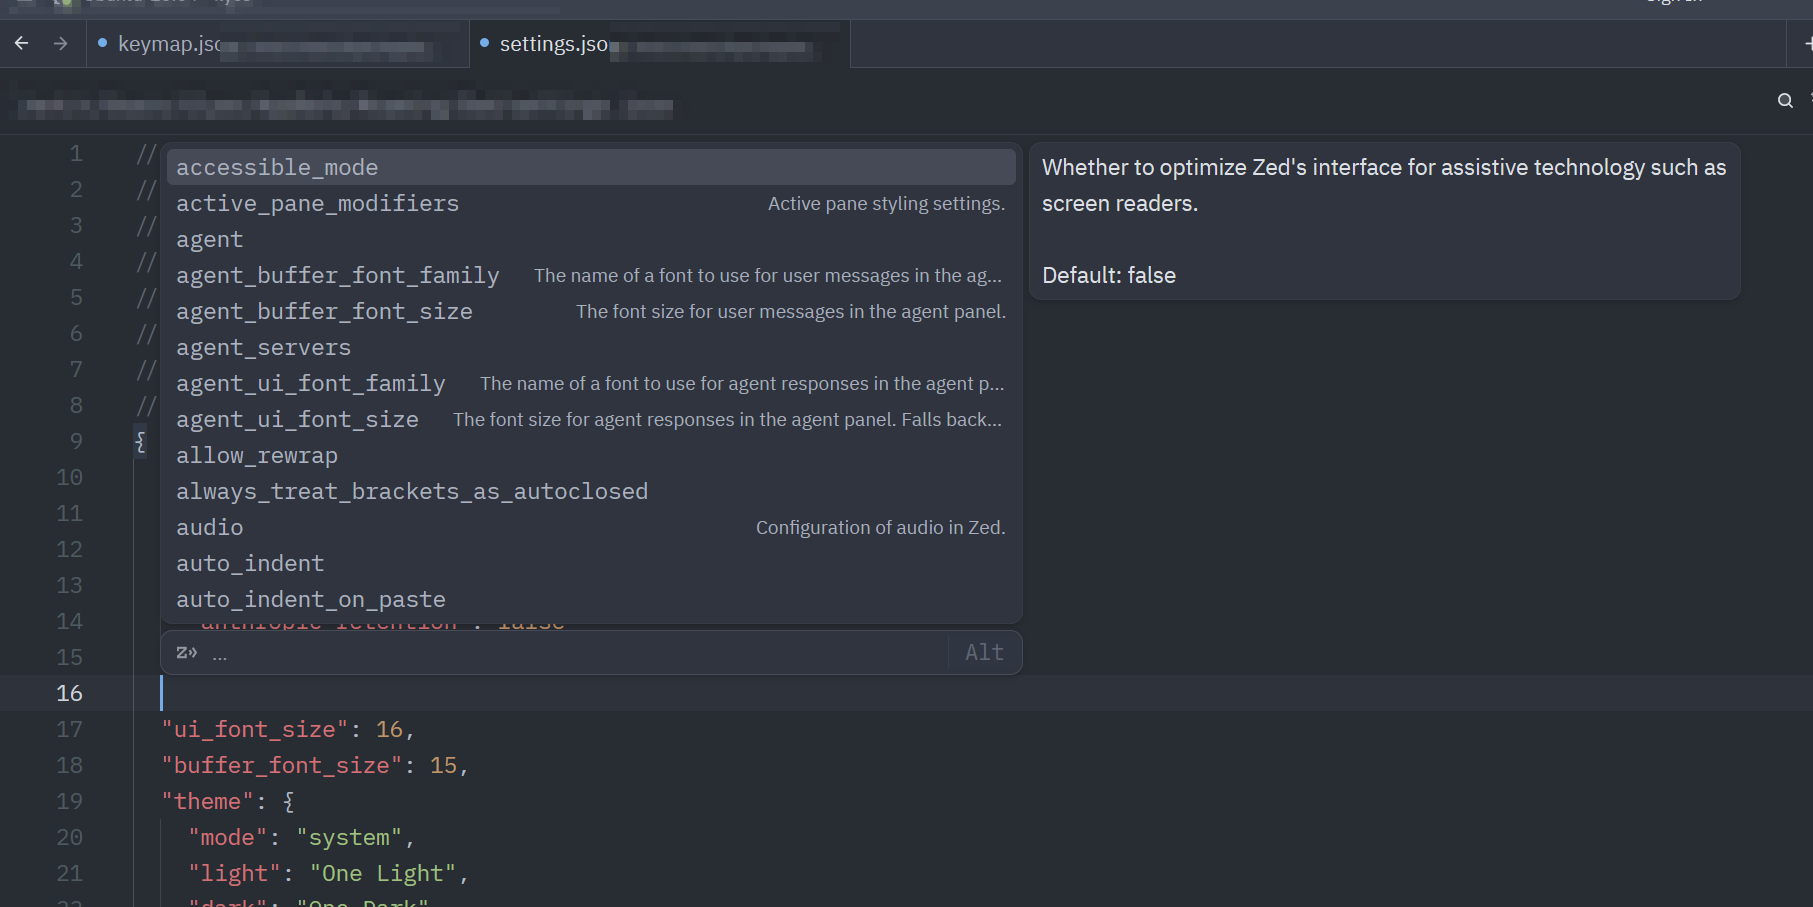 keymap.jso
settings.jso
1 //
2 //
3 //
4 //
5 //
6 //
7 //
8 //
9 {
10
11
12
13
14
15
16
17 "ui_font_size": 16,
18 "buffer_font_size": 15,
19 "theme": {
20 "mode": "system",
21 "light": "One Light",
"dark": "One Dark"
accessible_mode
active_pane_modifiers Active pane styling settings.
agent
agent_buffer_font_family The name of a font to use for user messages in the ag...
agent_buffer_font_size The font size for user messages in the agent panel.
agent_servers
agent_ui_font_family The name of a font to use for agent responses in the agent p...
agent_ui_font_size The font size for agent responses in the agent panel. Falls back...
allow_rewrap
always_treat_brackets_as_autoclosed
audio Configuration of audio in Zed.
auto_indent
auto_indent_on_paste
... Alt
Whether to optimize Zed's interface for assistive technology such as
screen readers.
Default: false